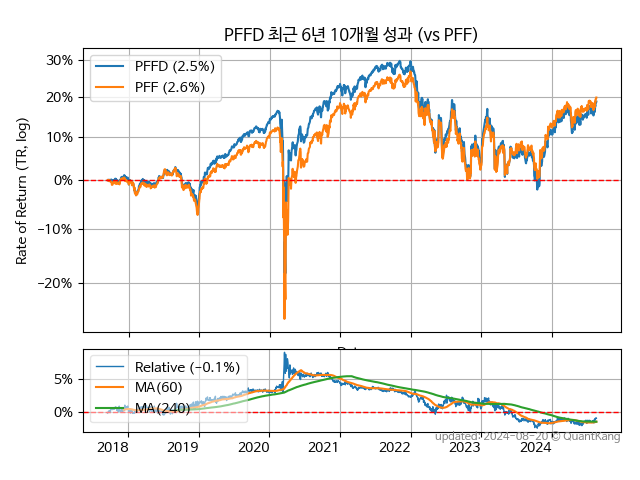 PFFD 최근 6년 10개월 성과 (vs PFF)
Rate of Return (TR, log)
30%
20%
10%
0%
−10%
−20%
PFFD (2.5%)
PFF (2.6%)
5%
0%
Relative (−0.1%)
MA(60)
MA(240)
2018 2019 2020 2021 2022 2023 2024
updated: 2024-08-20 © QuantKang